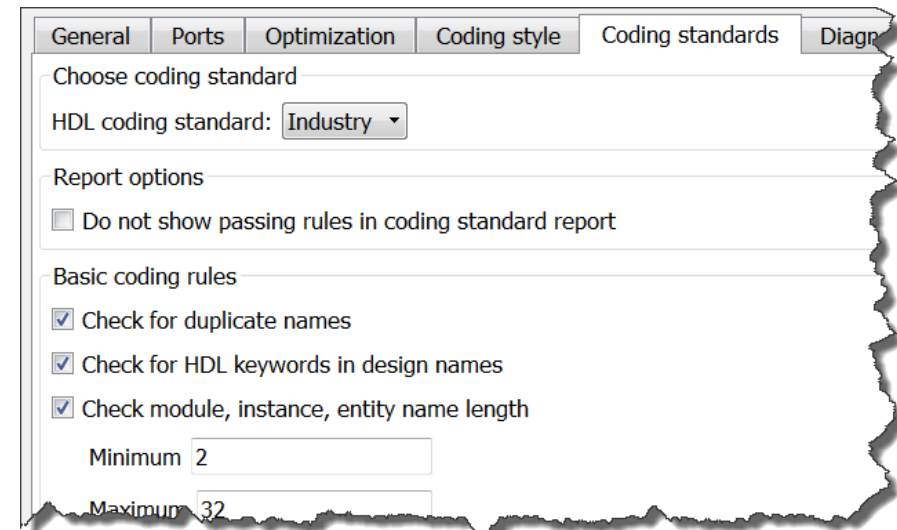 General Ports Optimization Coding style Coding standards Diagn
Choose coding standard
HDL coding standard: Industry
Report options
Do not show passing rules in coding standard report
Basic coding rules
Check for duplicate names
Check for HDL keywords in design names
Check module, instance, entity name length
Minimum 2
Maximum 32